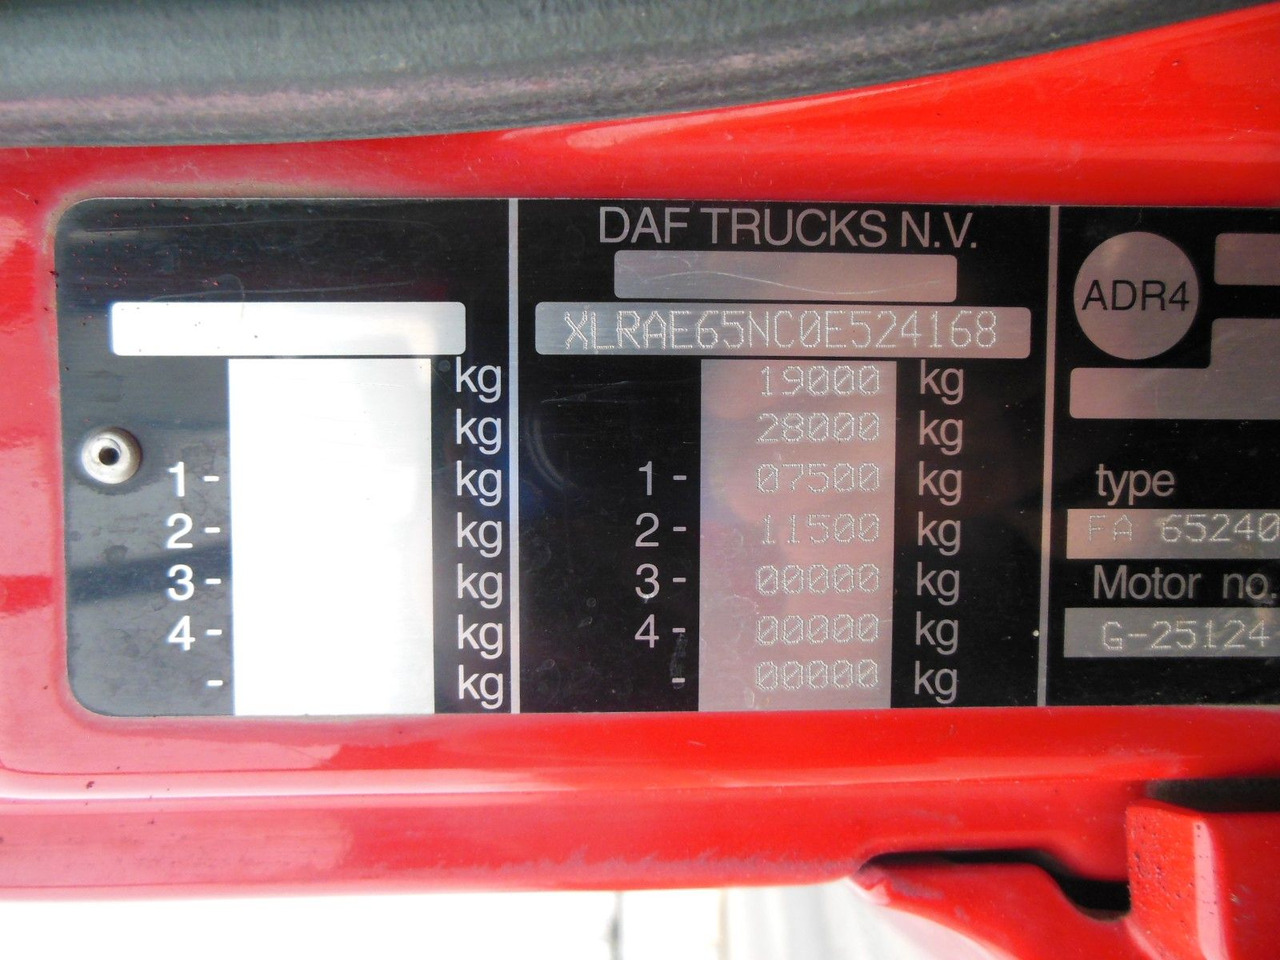 DAF TRUCKS N.V.
XLRAE65NC0E524168
kg
kg
1- kg
2- kg
3- kg
4- kg
- kg
19000 kg
28000 kg
1- 07500 kg
2- 11500 kg
3- 00000 kg
4- 00000 kg
- 00000 kg
ADR4
type
FA 65240
Motor no.
G-25124